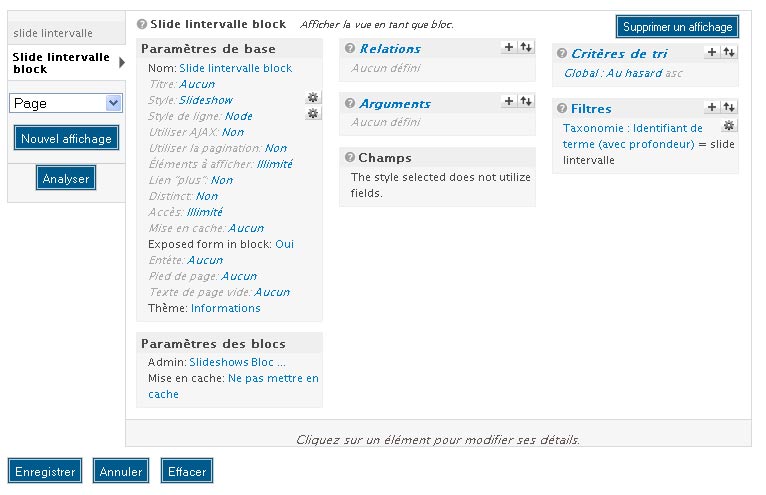 slide lintervalle
Slide lintervalle
block
Page
Nouvel affichage
Analyser
Slide lintervalle block Afficher la vue en tant que bloc.
Supprimer un affichage
Paramètres de base
Nom: Slide lintervalle block
Titre: Aucun
Style: Slideshow
Style de ligne: Node
Utiliser AJAX: Non
Utiliser la pagination: Non
Éléments à afficher: Illimité
Lien "plus": Non
Distinct: Non
Accès: Illimité
Mise en cache: Aucun
Exposed form in block: Oui
Entête: Aucun
Pied de page: Aucun
Texte de page vide: Aucun
Thème: Informations
Paramètres des blocs
Admin: Slideshows Bloc ...
Mise en cache: Ne pas mettre en
cache
Relations
Aucun défini
Arguments
Aucun défini
Champs
The style selected does not utilize
fields.
Critères de tri
Global : Au hasard asc
Filtres
Taxonomie : Identifiant de
terme (avec profondeur) = slide
lintervalle
Cliquez sur un élément pour modifier ses détails.
Enregistrer Annuler Effacer